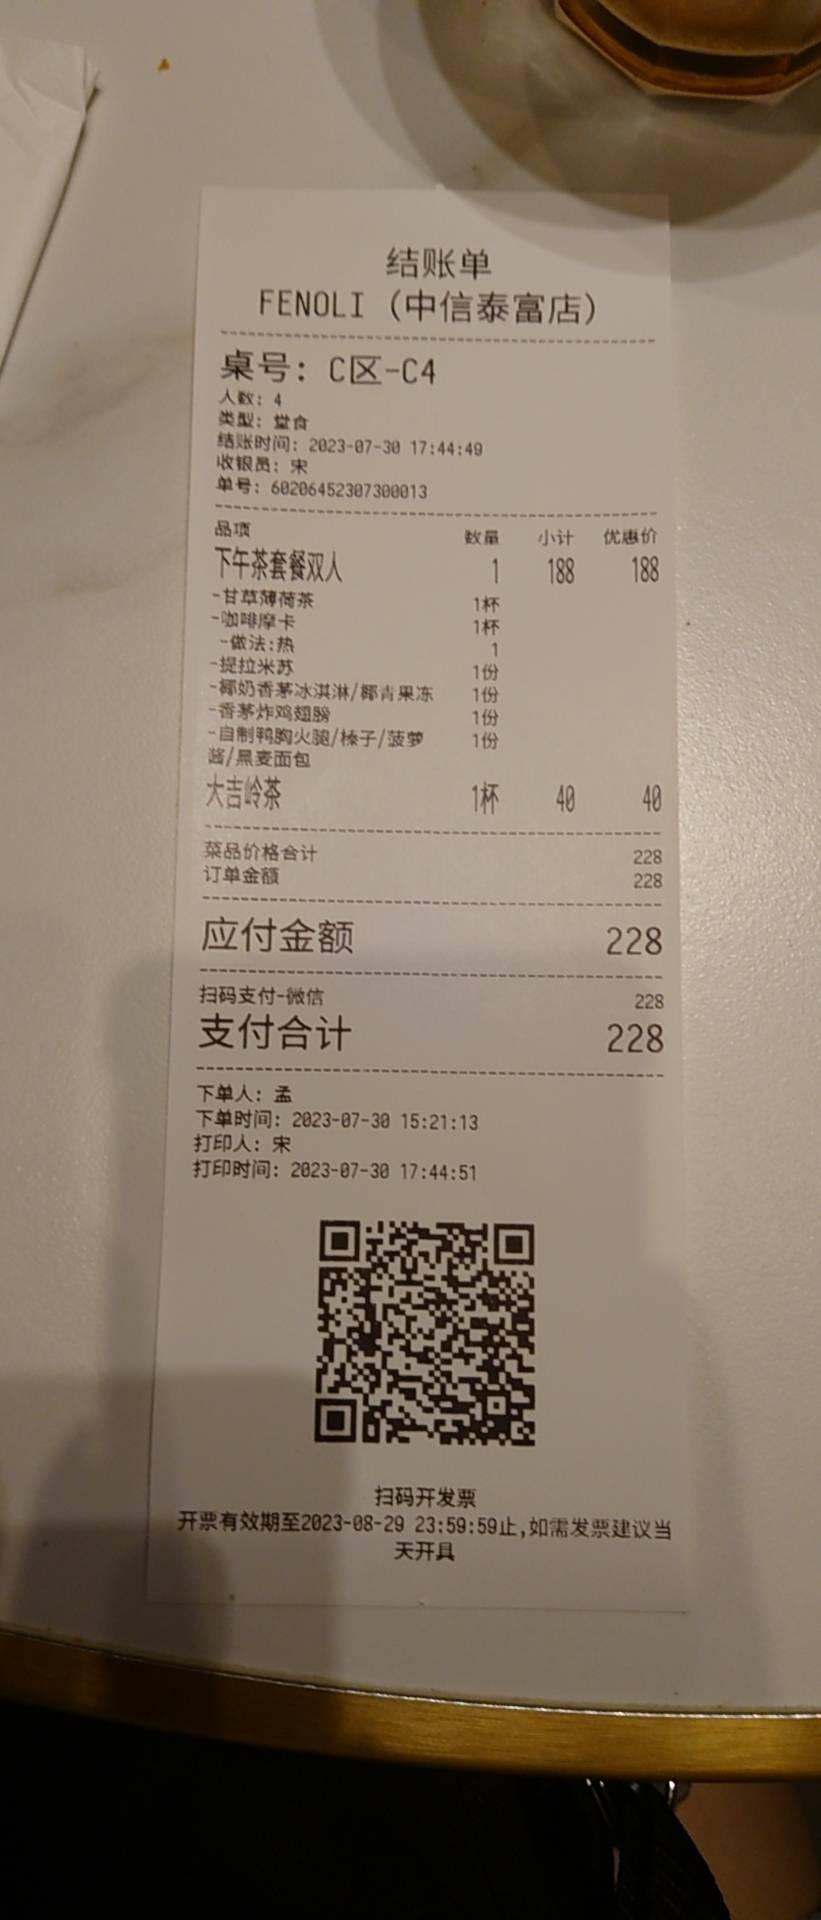 结账单
FENOLI (中信泰富店)
桌号: C区-C4
人数: 4
类型: 堂食
结账时间: 2023-07-30 17:44:49
收银员: 宋
单号: 602064523073000​13
品项 数量 小计 优惠价
下午茶套餐双人 1 188 188
-甘草薄荷茶 1杯
-咖啡摩卡 1杯
-做法:热 1
-提拉米苏 1份
-椰奶香茅冰淇淋/椰青果冻 1份
-香茅炸鸡翅膀 1份
-自制鸭胸火腿/榛子/菠萝 1份
酱/黑麦面包
大吉岭茶 1杯 40 40
菜品价格合计 228
订单金额 228
应付金额 228
扫码支付-微信 228
支付合计 228
下单人: 孟
下单时间: 2023-07-30 15:21:13
打印人: 宋
打印时间: 2023-07-30 17:44:51
扫码开发票
开票有效期至2023-08-29 23:59:59止,如需发票建议当
天开具